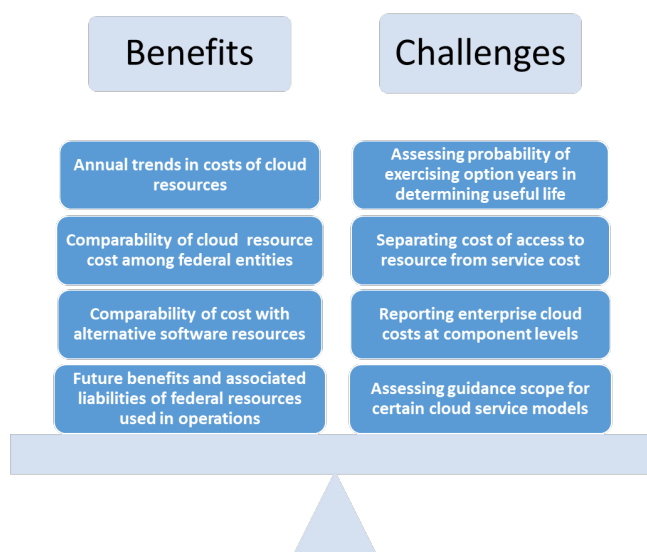 Benefits
Challenges
Annual trends in costs of cloud
resources
Assessing probability of
exercising option years in
determining useful life
Comparability of cloud resource
cost among federal entities
Separating cost of access to
resource from service cost
Comparability of cost with
alternative software resources
Reporting enterprise cloud
costs at component levels
Future benefits and associated
liabilities of federal resources
used in operations
Assessing guidance scope for
certain cloud service models